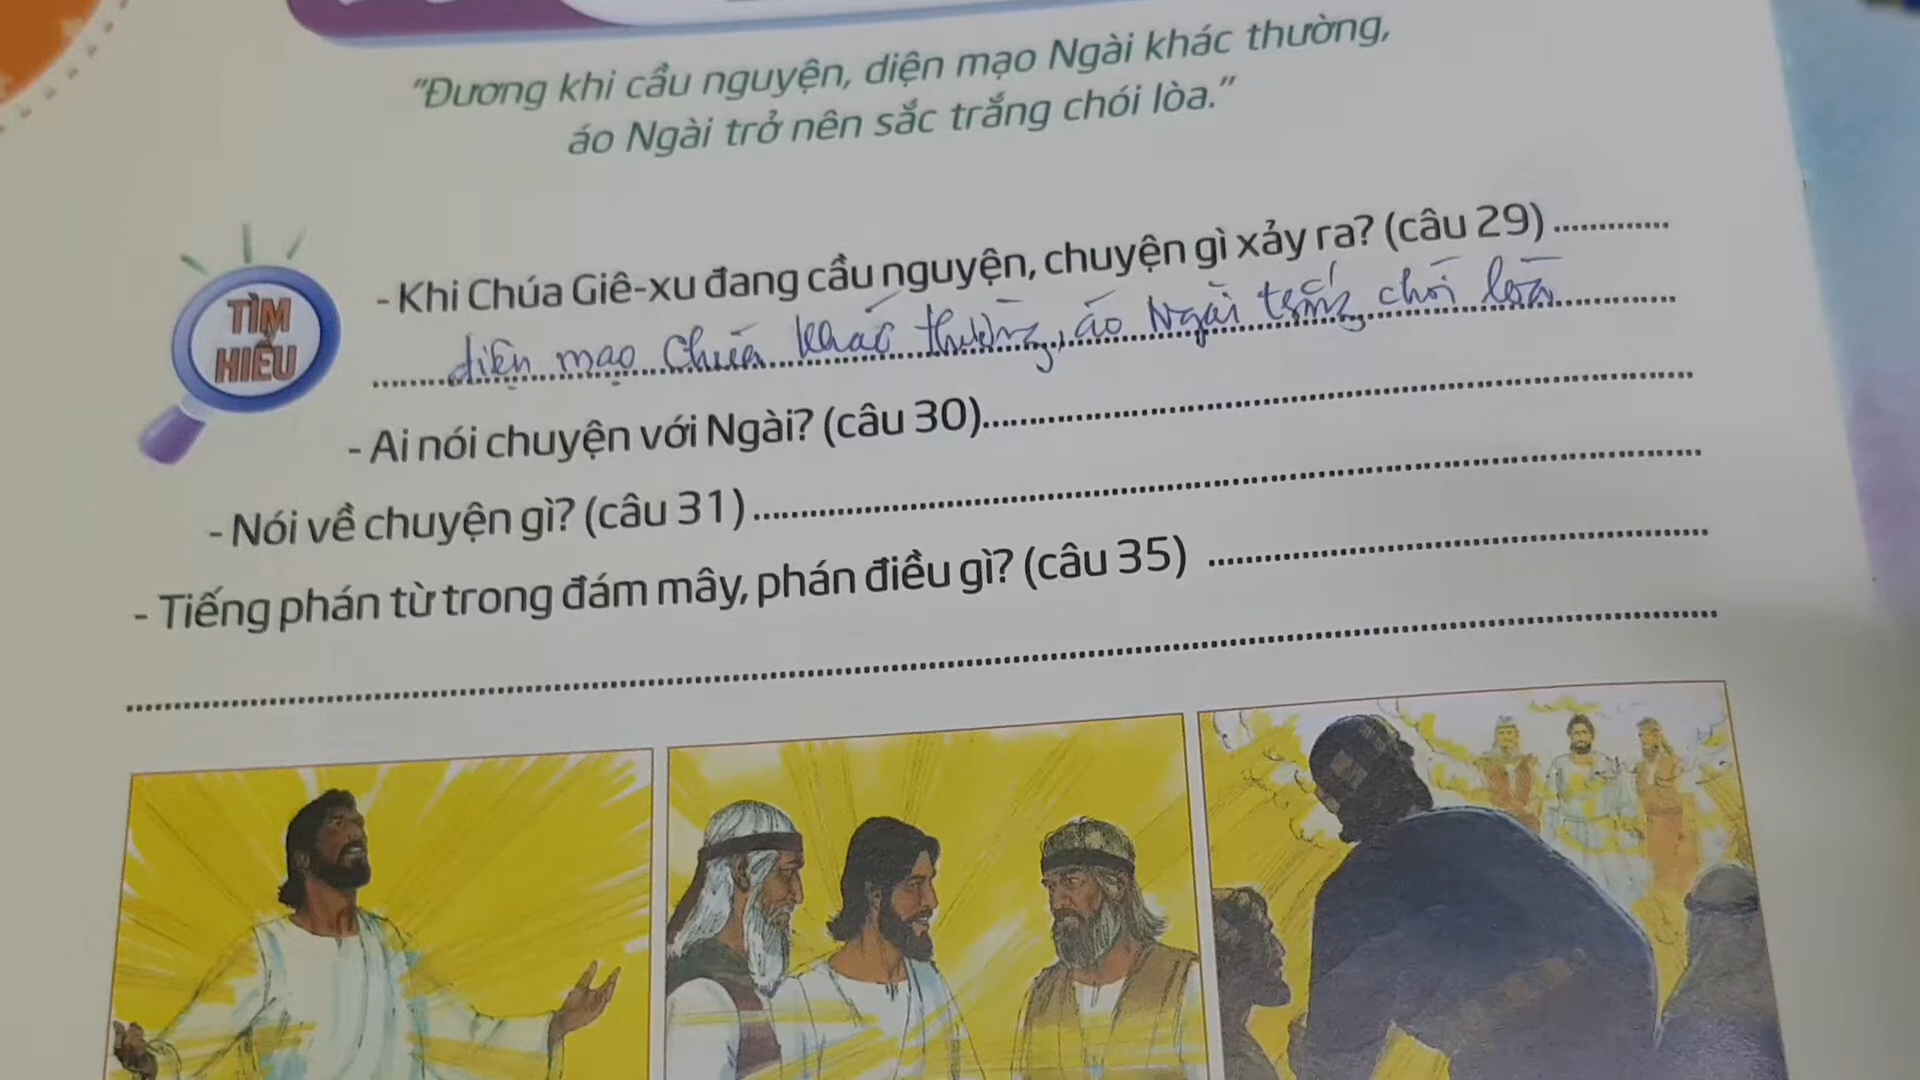 "Đương khi cầu nguyện, diện mạo Ngài khác thường,
áo Ngài trở nên sắc trắng chói lòa."
TÌM
HIỂU
- Khi Chúa Giê-xu đang cầu nguyện, chuyện gì xảy ra? (câu 29)
diện mạo Chúa khác thường, áo Ngài trắng chói loà
- Ai nói chuyện với Ngài? (câu 30)
- Nói về chuyện gì? (câu 31)
- Tiếng phán từ trong đám mây, phán điều gì? (câu 35)